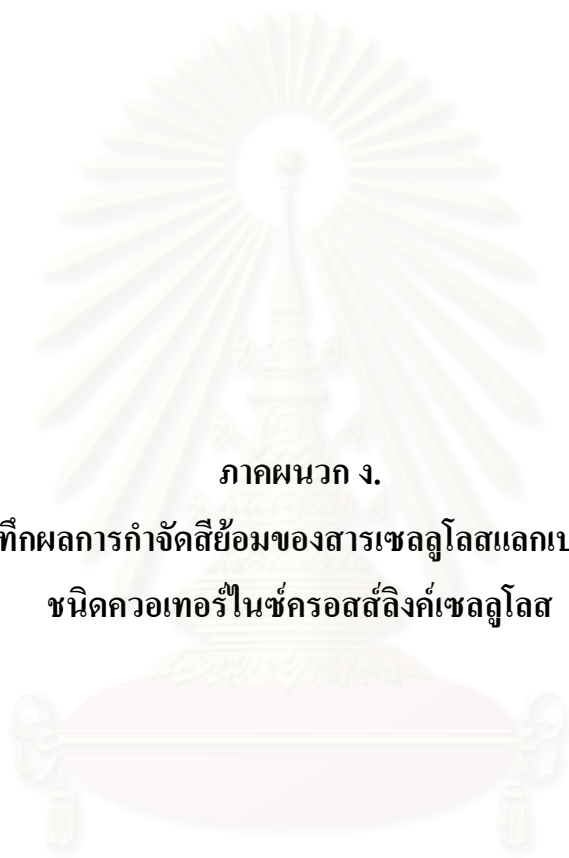 ภาคผนวก ง.
ทึกผลการกำจัดสีย้อมของสารเซลลูโลสแลกเป
ชนิดควอเทอร์ไนซ์ครอสส์ลิงค์เซลลูโลส